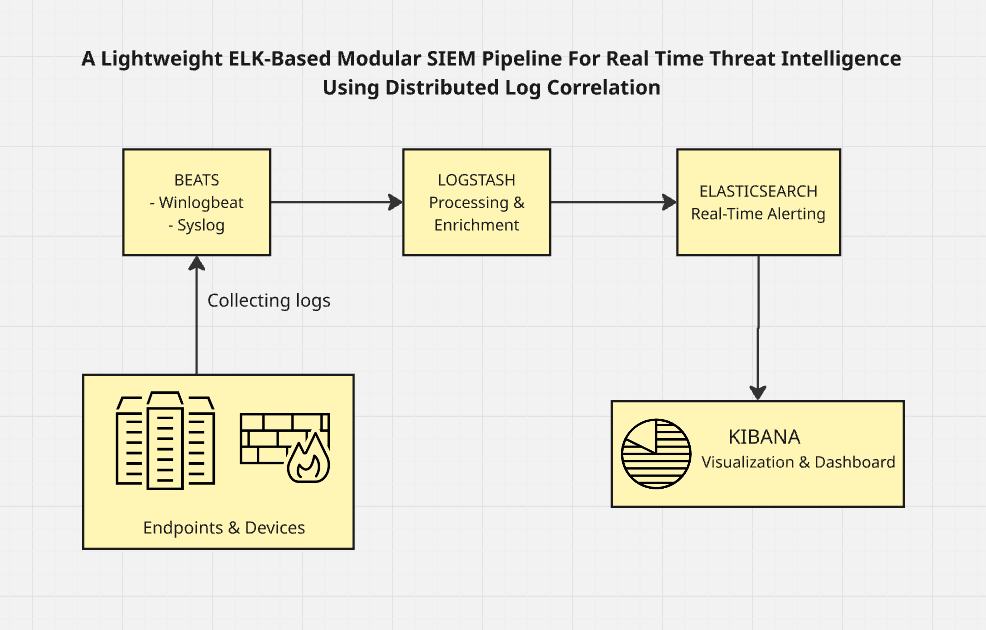 A Lightweight ELK-Based Modular SIEM Pipeline For Real Time Threat Intelligence
Using Distributed Log Correlation
BEATS
- Winlogbeat
- Syslog
LOGSTASH
Processing &
Enrichment
ELASTICSEARCH
Real-Time Alerting
Collecting logs
Endpoints & Devices
KIBANA
Visualization & Dashboard